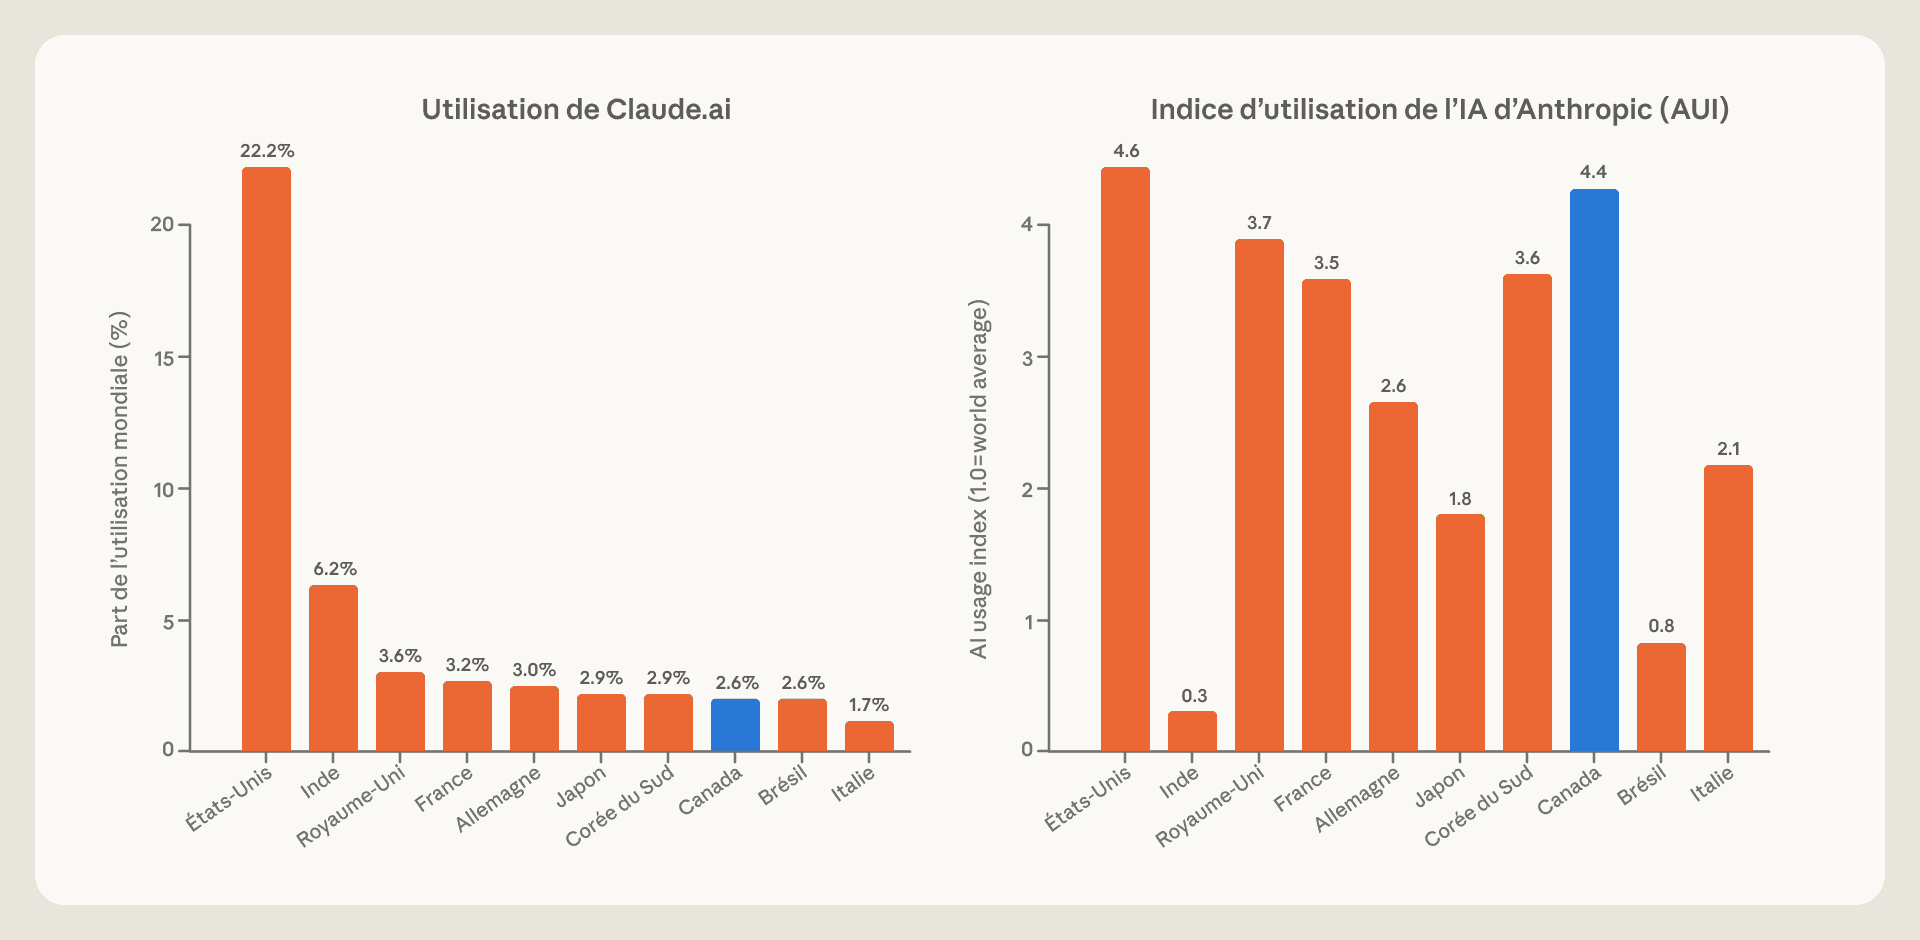 Utilisation de Claude.ai
Part de l’utilisation mondiale (%)
20
15
10
5
0
22.2%
6.2%
3.6%
3.2%
3.0%
2.9%
2.9%
2.6%
2.6%
1.7%
États-Unis
Inde
Royaume-Uni
France
Allemagne
Japon
Corée du Sud
Canada
Brésil
Italie
Indice d’utilisation de l’IA d’Anthropic (AUI)
AI usage index (1.0=world average)
4
3
2
1
0
4.6
0.3
3.7
3.5
2.6
1.8
3.6
4.4
0.8
2.1
États-Unis
Inde
Royaume-Uni
France
Allemagne
Japon
Corée du Sud
Canada
Brésil
Italie